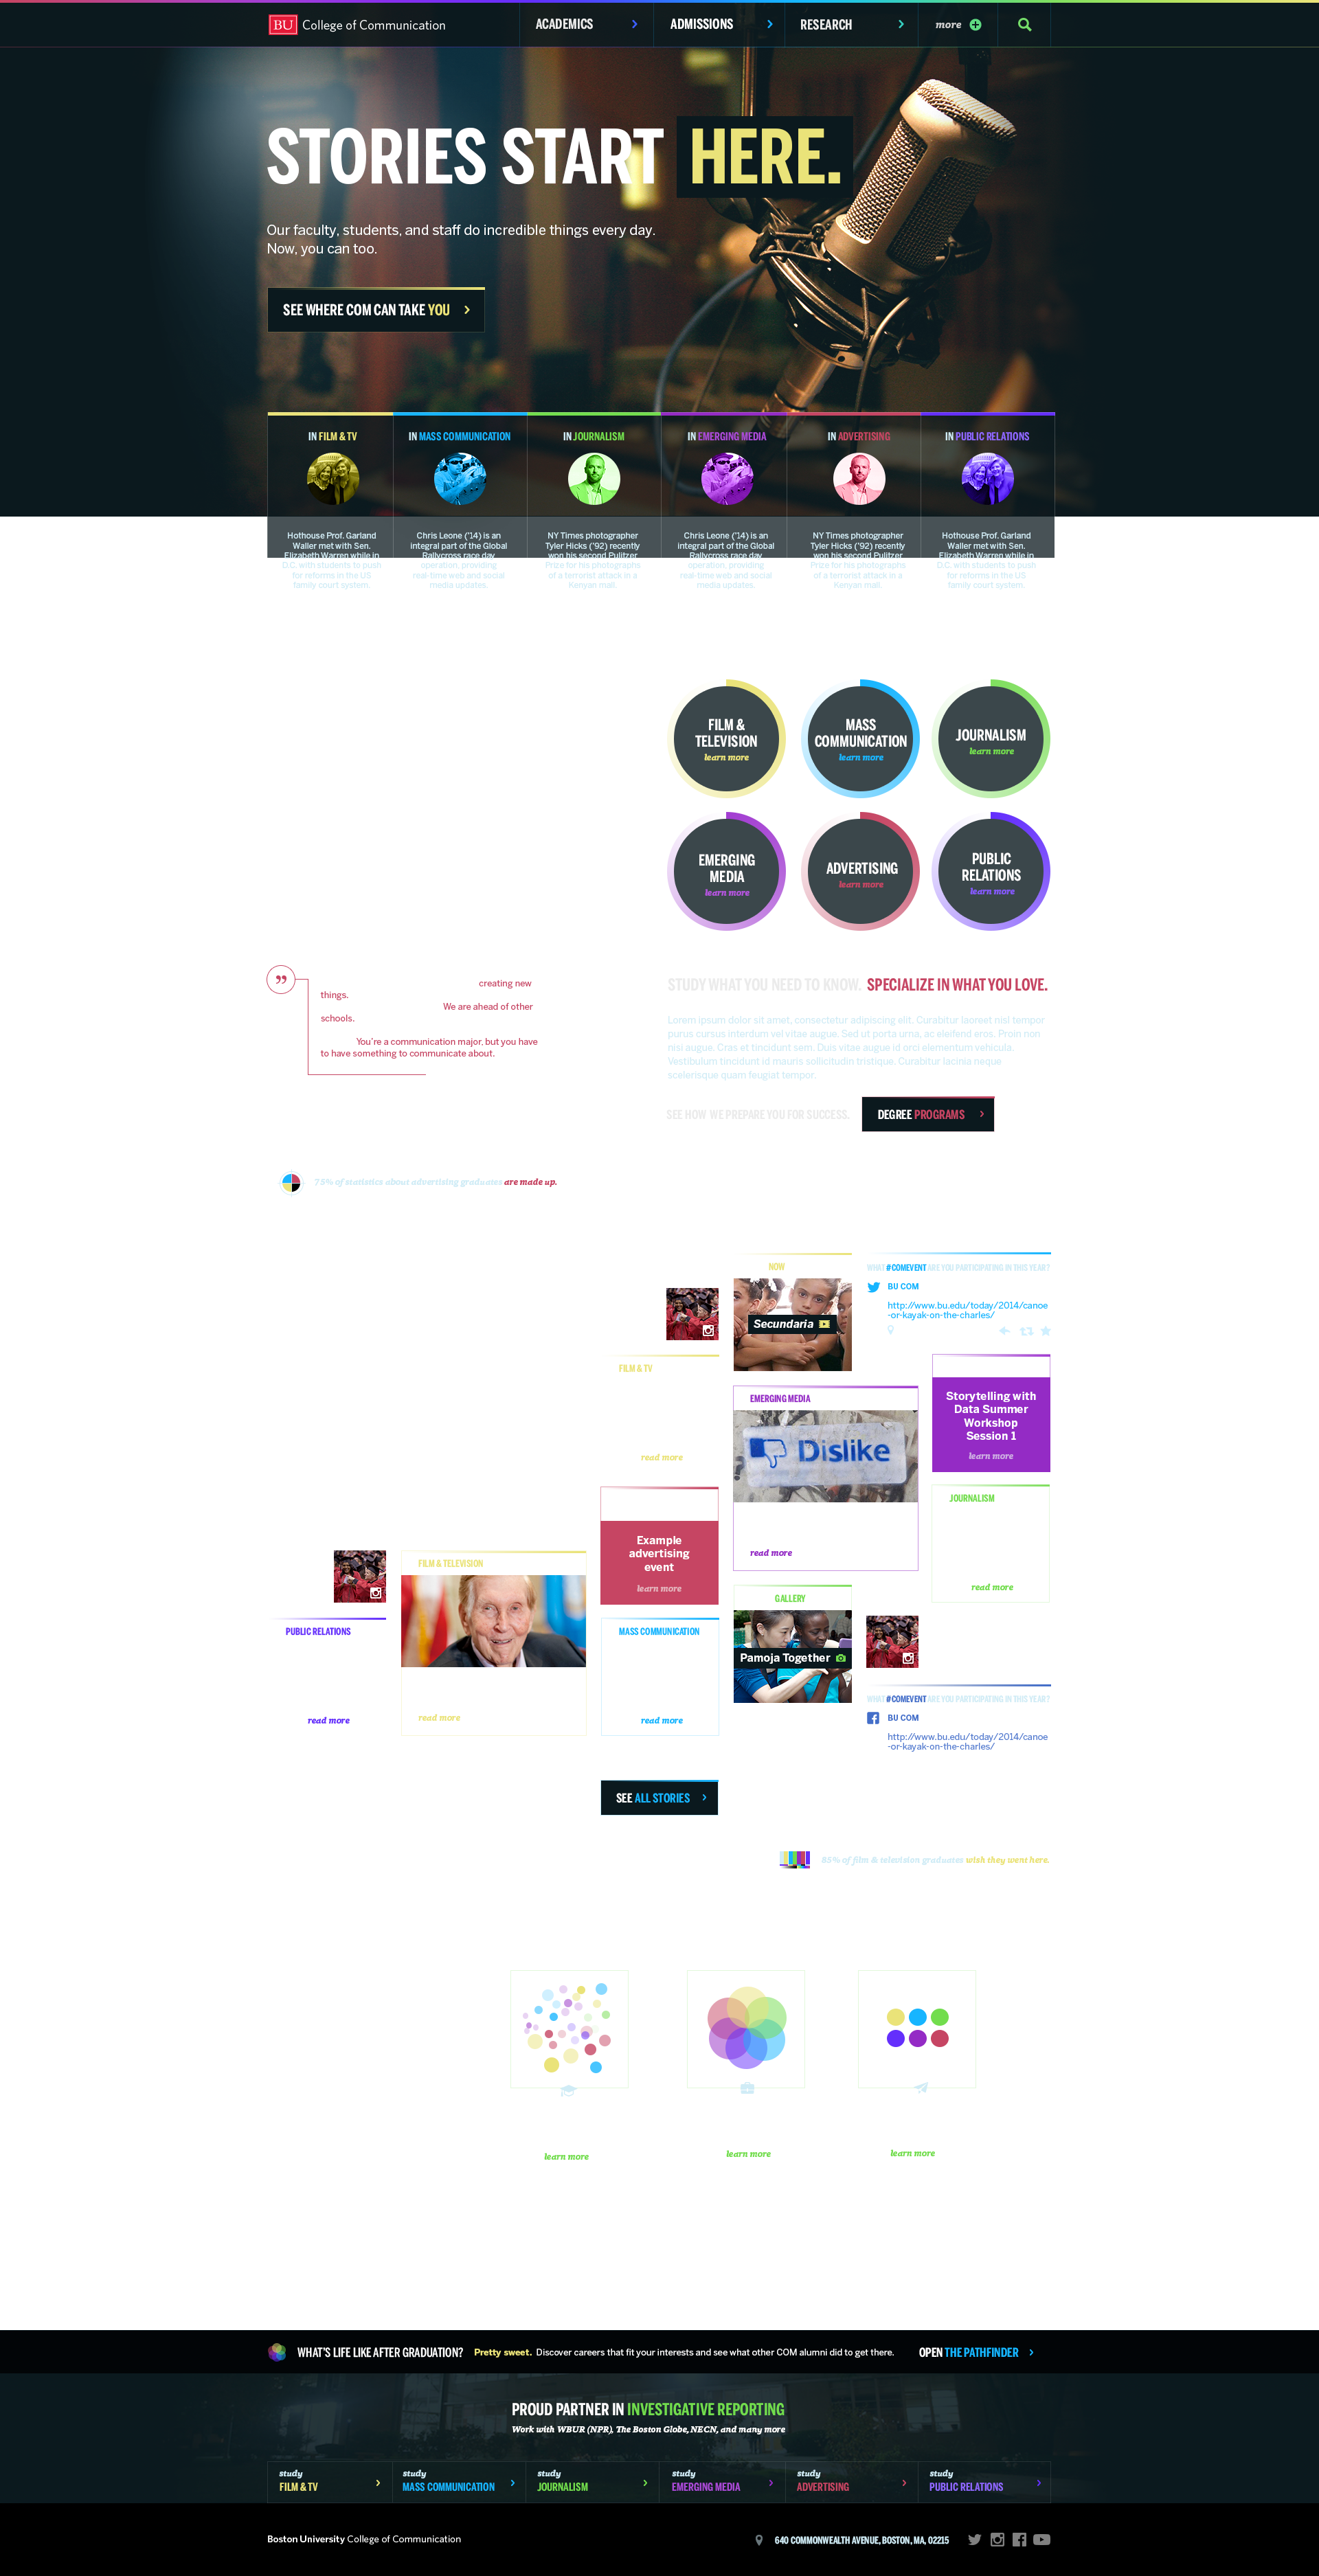 BU College of Communication
ACADEMICS
ADMISSIONS
RESEARCH
more
STORIES START HERE.
Our faculty, students, and staff do incredible things every day.
Now, you can too.
SEE WHERE COM CAN TAKE YOU
IN FILM & TV
Hothouse Prof. Garland
Waller met with Sen.
Elizabeth Warren while in
D.C. with students to push
for reforms in the US
family court system.
IN MASS COMMUNICATION
Chris Leone ('14) is an
integral part of the Global
Rallycross race day
operation, providing
real-time web and social
media updates.
IN JOURNALISM
NY Times photographer
Tyler Hicks ('92) recently
won his second Pulitzer
Prize for his photographs
of a terrorist attack in a
Kenyan mall.
IN EMERGING MEDIA
Chris Leone ('14) is an
integral part of the Global
Rallycross race day
operation, providing
real-time web and social
media updates.
IN ADVERTISING
NY Times photographer
Tyler Hicks ('92) recently
won his second Pulitzer
Prize for his photographs
of a terrorist attack in a
Kenyan mall.
IN PUBLIC RELATIONS
Hothouse Prof. Garland
Waller met with Sen.
Elizabeth Warren while in
D.C. with students to push
for reforms in the US
family court system.
FILM &
TELEVISION
learn more
MASS
COMMUNICATION
learn more
JOURNALISM
learn more
EMERGING
MEDIA
learn more
ADVERTISING
learn more
PUBLIC
RELATIONS
learn more
creating new
things.
We are ahead of other
schools.
You're a communication major, but you have
to have something to communicate about.
STUDY WHAT YOU NEED TO KNOW. SPECIALIZE IN WHAT YOU LOVE.
Lorem ipsum dolor sit amet, consectetur adipiscing elit. Curabitur laoreet nisl tempor
purus cursus interdum vel vitae augue. Sed ut porta urna, ac eleifend eros. Proin non
nisi augue. Cras et tincidunt sem. Duis vitae augue id orci elementum vehicula.
Vestibulum tincidunt id mauris sollicitudin tristique. Curabitur lacinia neque
scelerisque quam feugiat tempor.
SEE HOW WE PREPARE YOU FOR SUCCESS.
DEGREE PROGRAMS
75% of statistics about advertising graduates are made up.
NOW
Secundaria
WHAT #COMEVENT ARE YOU PARTICIPATING IN THIS YEAR?
BU COM
http://www.bu.edu/today/2014/canoe
-or-kayak-on-the-charles/
FILM & TV
read more
EMERGING MEDIA
Dislike
read more
Storytelling with
Data Summer
Workshop
Session 1
learn more
JOURNALISM
read more
Example
advertising
event
learn more
FILM & TELEVISION
read more
PUBLIC RELATIONS
read more
MASS COMMUNICATION
read more
GALLERY
Pamoja Together
WHAT #COMEVENT ARE YOU PARTICIPATING IN THIS YEAR?
BU COM
http://www.bu.edu/today/2014/canoe
-or-kayak-on-the-charles/
SEE ALL STORIES
85% of film & television graduates wish they went here.
learn more
learn more
learn more
WHAT'S LIFE LIKE AFTER GRADUATION? Pretty sweet. Discover careers that fit your interests and see what other COM alumni did to get there. OPEN THE PATHFINDER
PROUD PARTNER IN INVESTIGATIVE REPORTING
Work with WBUR (NPR), The Boston Globe, NECN, and many more
study
FILM & TV
study
MASS COMMUNICATION
study
JOURNALISM
study
EMERGING MEDIA
study
ADVERTISING
study
PUBLIC RELATIONS
Boston University College of Communication
640 COMMONWEALTH AVENUE, BOSTON, MA, 02215